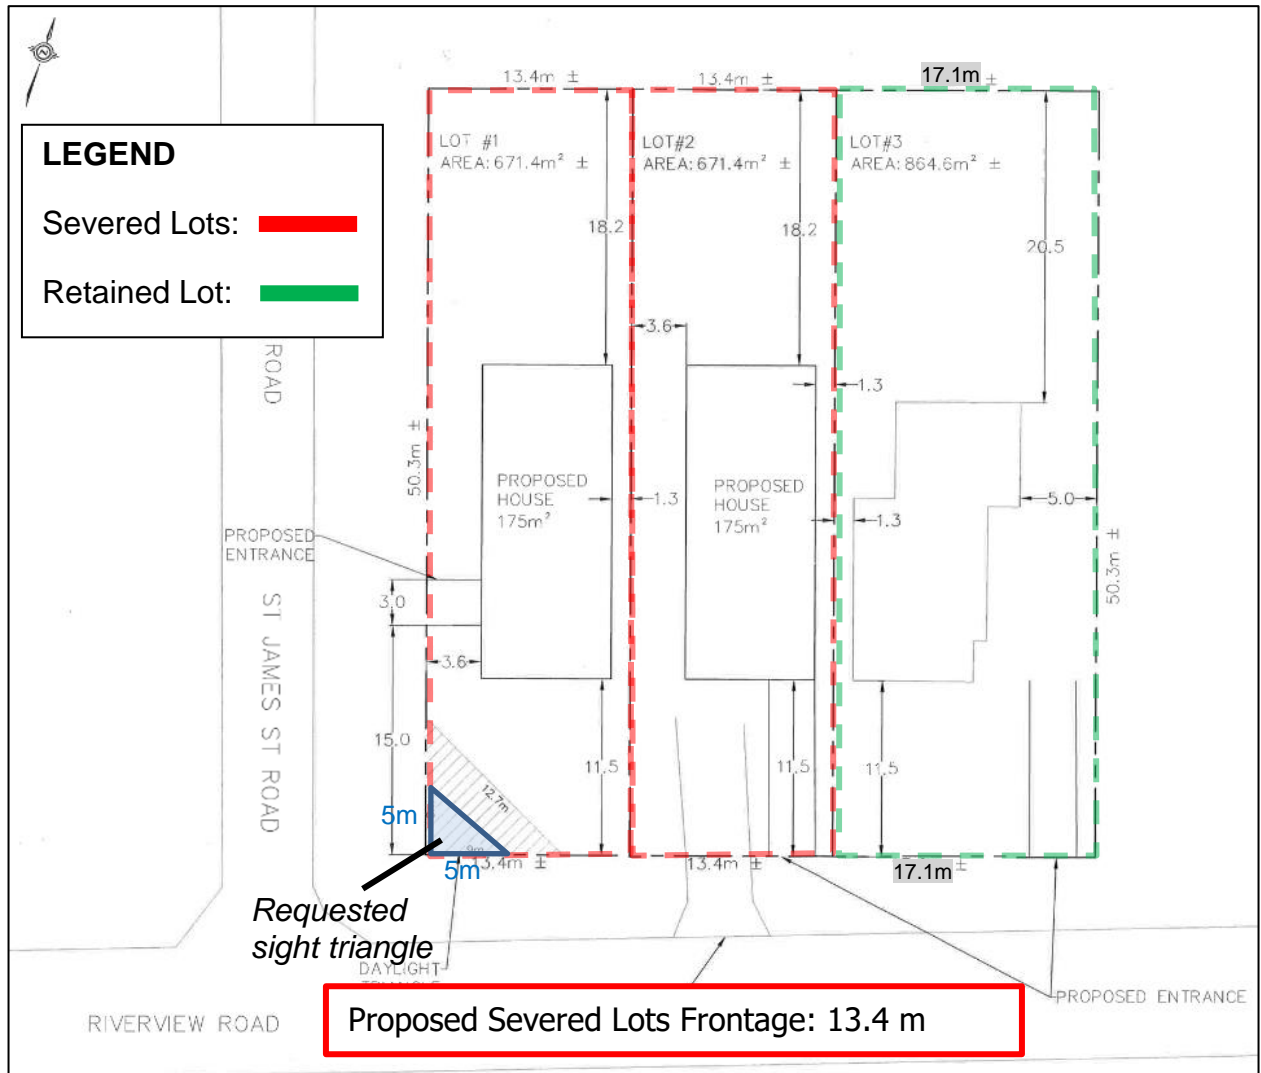 N
13.4m ±
13.4m ±
17.1m ±
LEGEND
Severed Lots:
Retained Lot:
LOT #1
AREA: 671.4m² ±
LOT#2
AREA: 671.4m² ±
LOT#3
AREA: 864.6m² ±
18.2
18.2
20.5
3.6
1.3
ROAD
50.3m ±
PROPOSED
HOUSE
175m²
1.3
PROPOSED
HOUSE
175m²
1.3
5.0
50.3m ±
PROPOSED
ENTRANCE
3.0
3.6
ST JAMES ST ROAD
15.0
12.7m
11.5
11.5
11.5
5m
9m
13.4m ±
5m
13.4m ±
17.1m
Requested
sight triangle
DAYLIGHT
TRIANGLE
PROPOSED ENTRANCE
RIVERVIEW ROAD
Proposed Severed Lots Frontage: 13.4 m